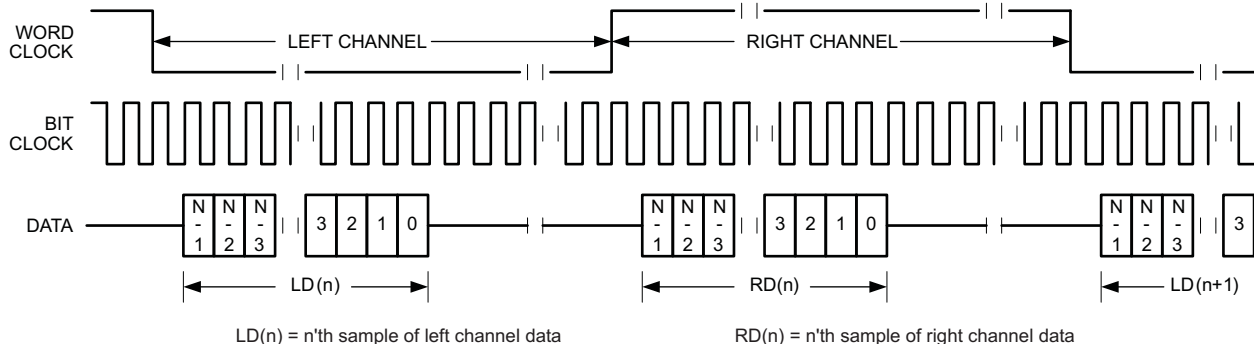 WORD
CLOCK
LEFT CHANNEL
RIGHT CHANNEL
BIT
CLOCK
DATA
N
-
1
N
-
2
N
-
3
3 2 1 0
N
-
1
N
-
2
N
-
3
3 2 1 0
N
-
1
N
-
2
N
-
3
3
LD(n)
RD(n)
LD(n+1)
LD(n) = n'th sample of left channel data
RD(n) = n'th sample of right channel data